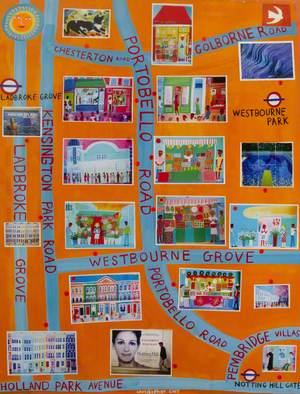 GOLBORNE ROAD
CHESTERTON ROAD
PORTOBELLO ROAD
LADBROKE GROVE
WESTBOURNE PARK
KENSINGTON PARK ROAD
LADBROKE GROVE
WESTBOURNE GROVE
PORTOBELLO ROAD
PEMBRIDGE VILLAS
HOLLAND PARK AVENUE
NOTTING HILL GATE